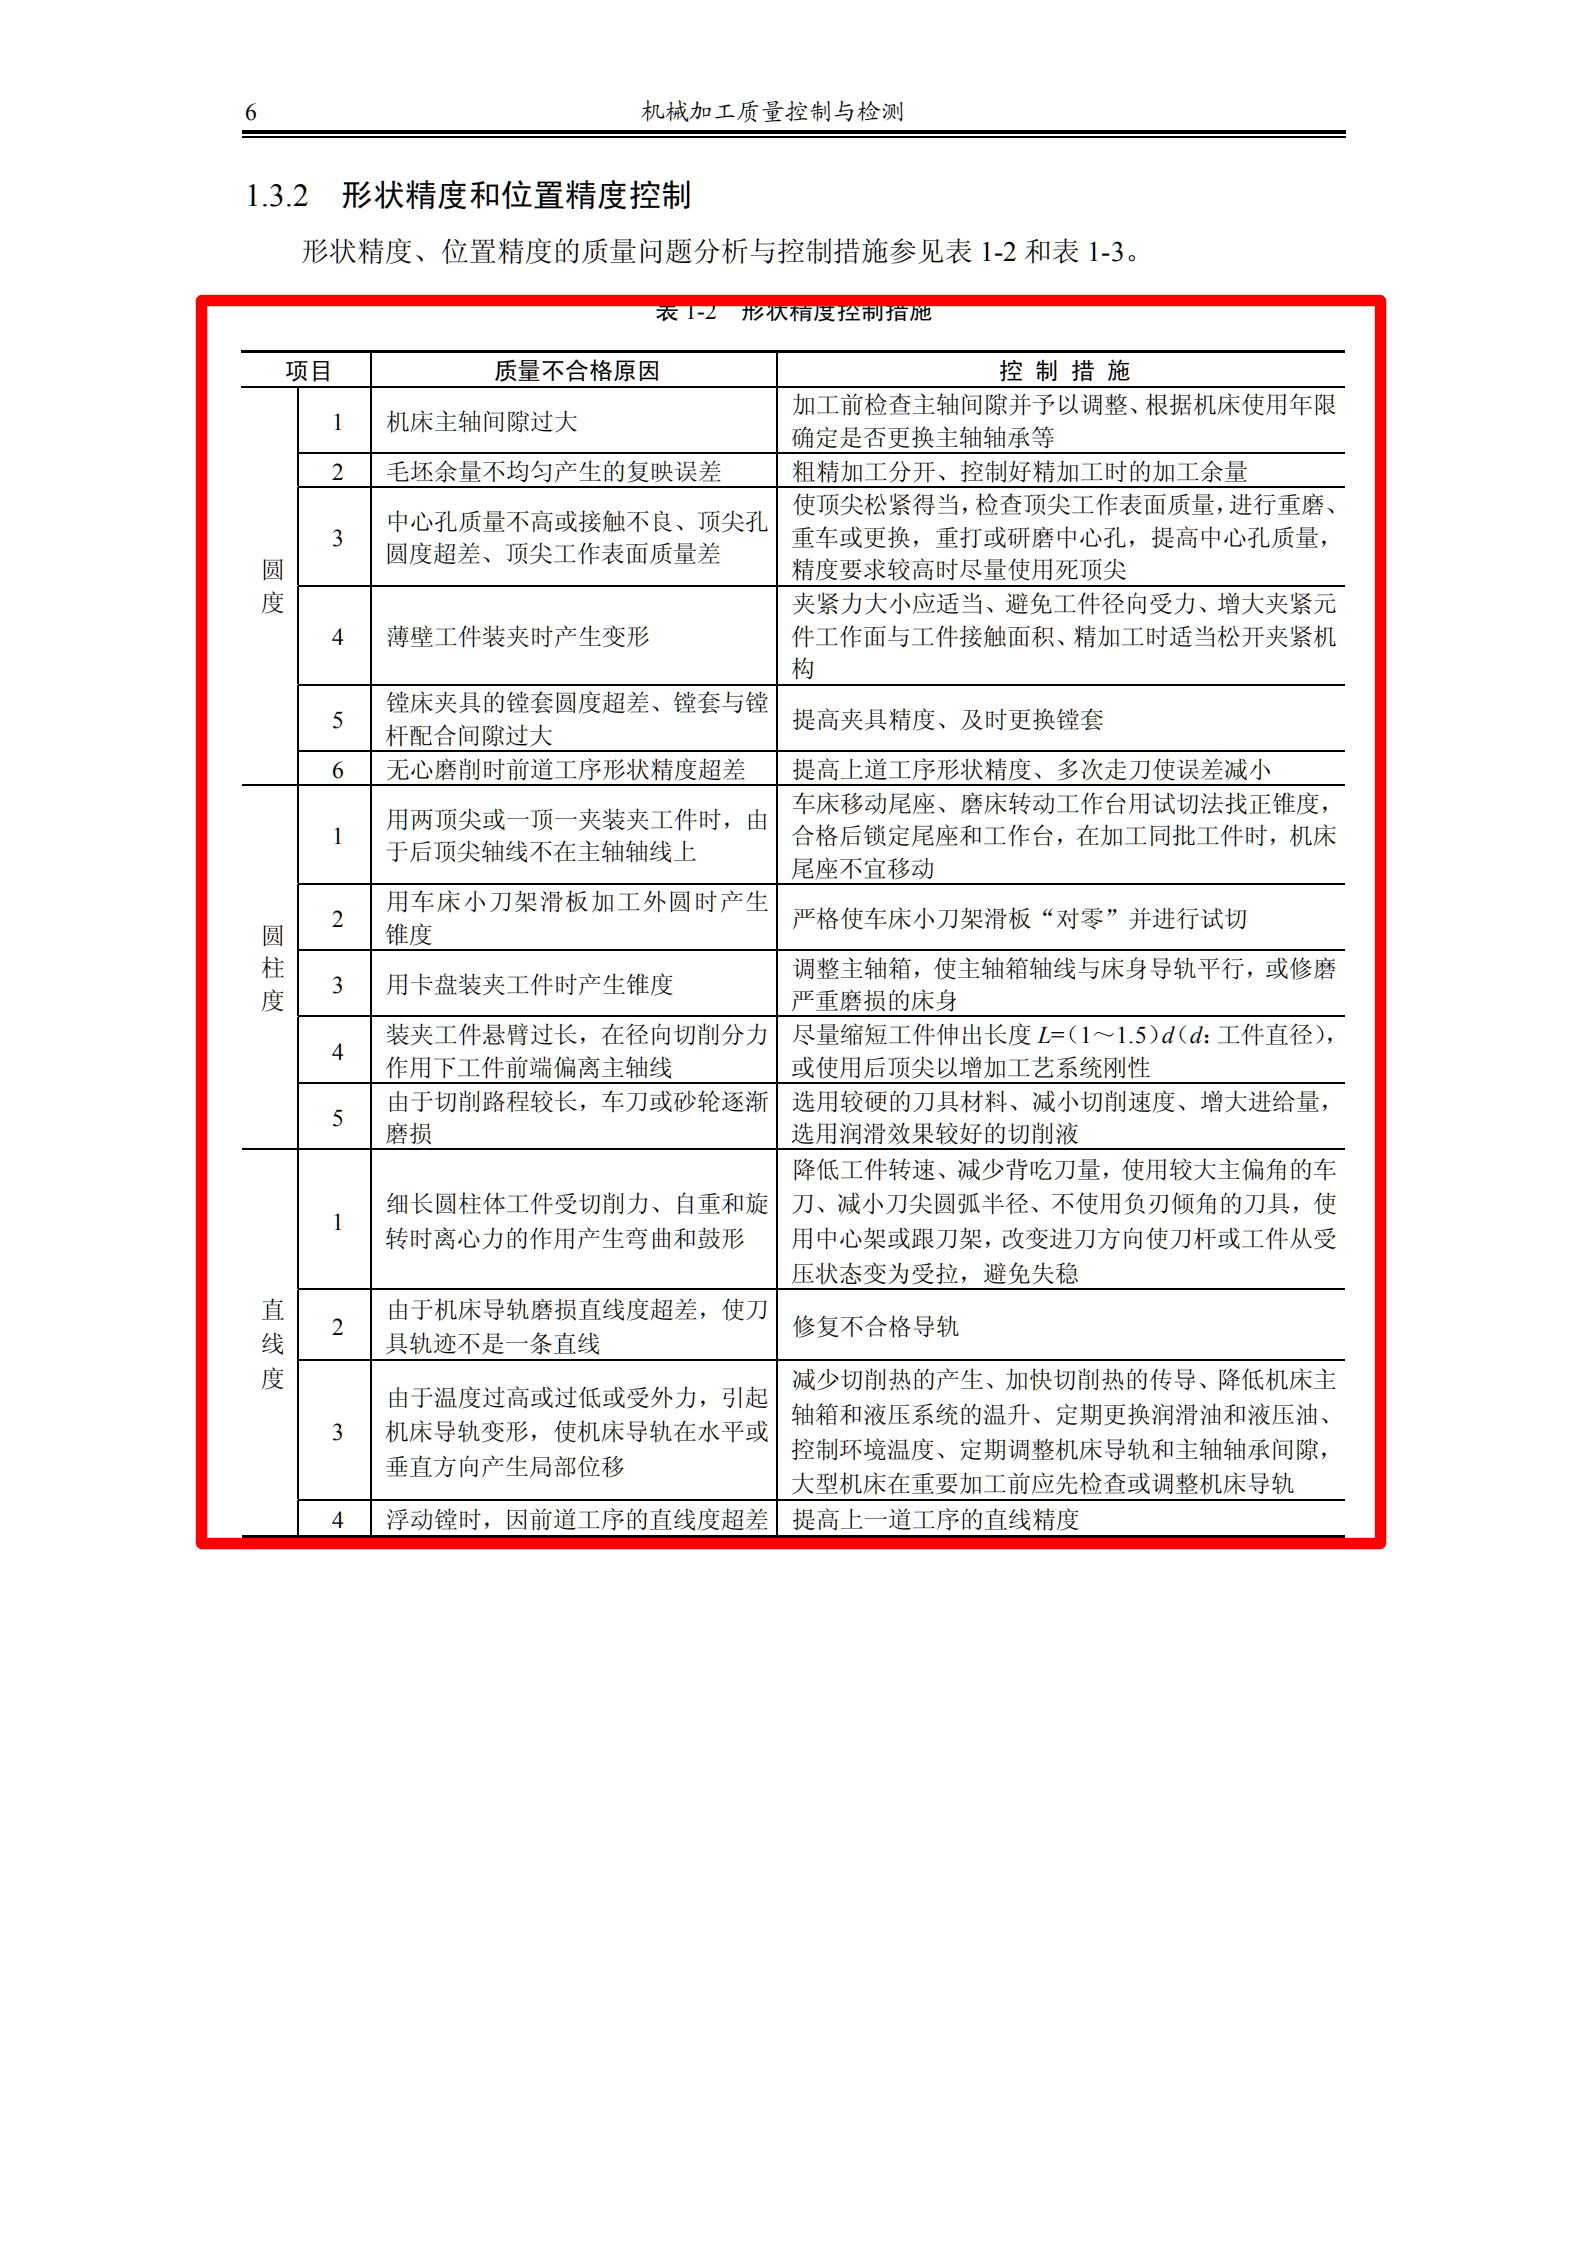 6
机械加工质量控制与检测
1.3.2 形状精度和位置精度控制
形状精度、位置精度的质量问题分析与控制措施参见表 1-2 和表 1-3。
表 1-2 形状精度控制措施
项目
质量不合格原因
控 制 措 施
圆
度
1
机床主轴间隙过大
加工前检查主轴间隙并予以调整、根据机床使用年限
确定是否更换主轴轴承等
2
毛坯余量不均匀产生的复映误差
粗精加工分开、控制好精加工时的加工余量
3
中心孔质量不高或接触不良、顶尖孔
圆度超差、顶尖工作表面质量差
使顶尖松紧得当，检查顶尖工作表面质量，进行重磨、
重车或更换，重打或研磨中心孔，提高中心孔质量，
精度要求较高时尽量使用死顶尖
4
薄壁工件装夹时产生变形
夹紧力大小应适当、避免工件径向受力、增大夹紧元
件工作面与工件接触面积、精加工时适当松开夹紧机
构
5
镗床夹具的镗套圆度超差、镗套与镗
杆配合间隙过大
提高夹具精度、及时更换镗套
6
无心磨削时前道工序形状精度超差
提高上道工序形状精度、多次走刀使误差减小
圆
柱
度
1
用两顶尖或一顶一夹装夹工件时，由
于后顶尖轴线不在主轴轴线上
车床移动尾座、磨床转动工作台用试切法找正锥度，
合格后锁定尾座和工作台，在加工同批工件时，机床
尾座不宜移动
2
用车床小刀架滑板加工外圆时产生
锥度
严格使车床小刀架滑板“对零”并进行试切
3
用卡盘装夹工件时产生锥度
调整主轴箱，使主轴箱轴线与床身导轨平行，或修磨
严重磨损的床身
4
装夹工件悬臂过长，在径向切削分力
作用下工件前端偏离主轴线
尽量缩短工件伸出长度 L=（1～1.5）d（d：工件直径），
或使用后顶尖以增加工艺系统刚性
5
由于切削路程较长，车刀或砂轮逐渐
磨损
选用较硬的刀具材料、减小切削速度、增大进给量，
选用润滑效果较好的切削液
直
线
度
1
细长圆柱体工件受切削力、自重和旋
转时离心力的作用产生弯曲和鼓形
降低工件转速、减少背吃刀量，使用较大主偏角的车
刀、减小刀尖圆弧半径、不使用负刃倾角的刀具，使
用中心架或跟刀架，改变进刀方向使刀杆或工件从受
压状态变为受拉，避免失稳
2
由于机床导轨磨损直线度超差，使刀
具轨迹不是一条直线
修复不合格导轨
3
由于温度过高或过低或受外力，引起
机床导轨变形，使机床导轨在水平或
垂直方向产生局部位移
减少切削热的产生、加快切削热的传导、降低机床主
轴箱和液压系统的温升、定期更换润滑油和液压油、
控制环境温度、定期调整机床导轨和主轴轴承间隙，
大型机床在重要加工前应先检查或调整机床导轨
4
浮动镗时，因前道工序的直线度超差
提高上一道工序的直线精度